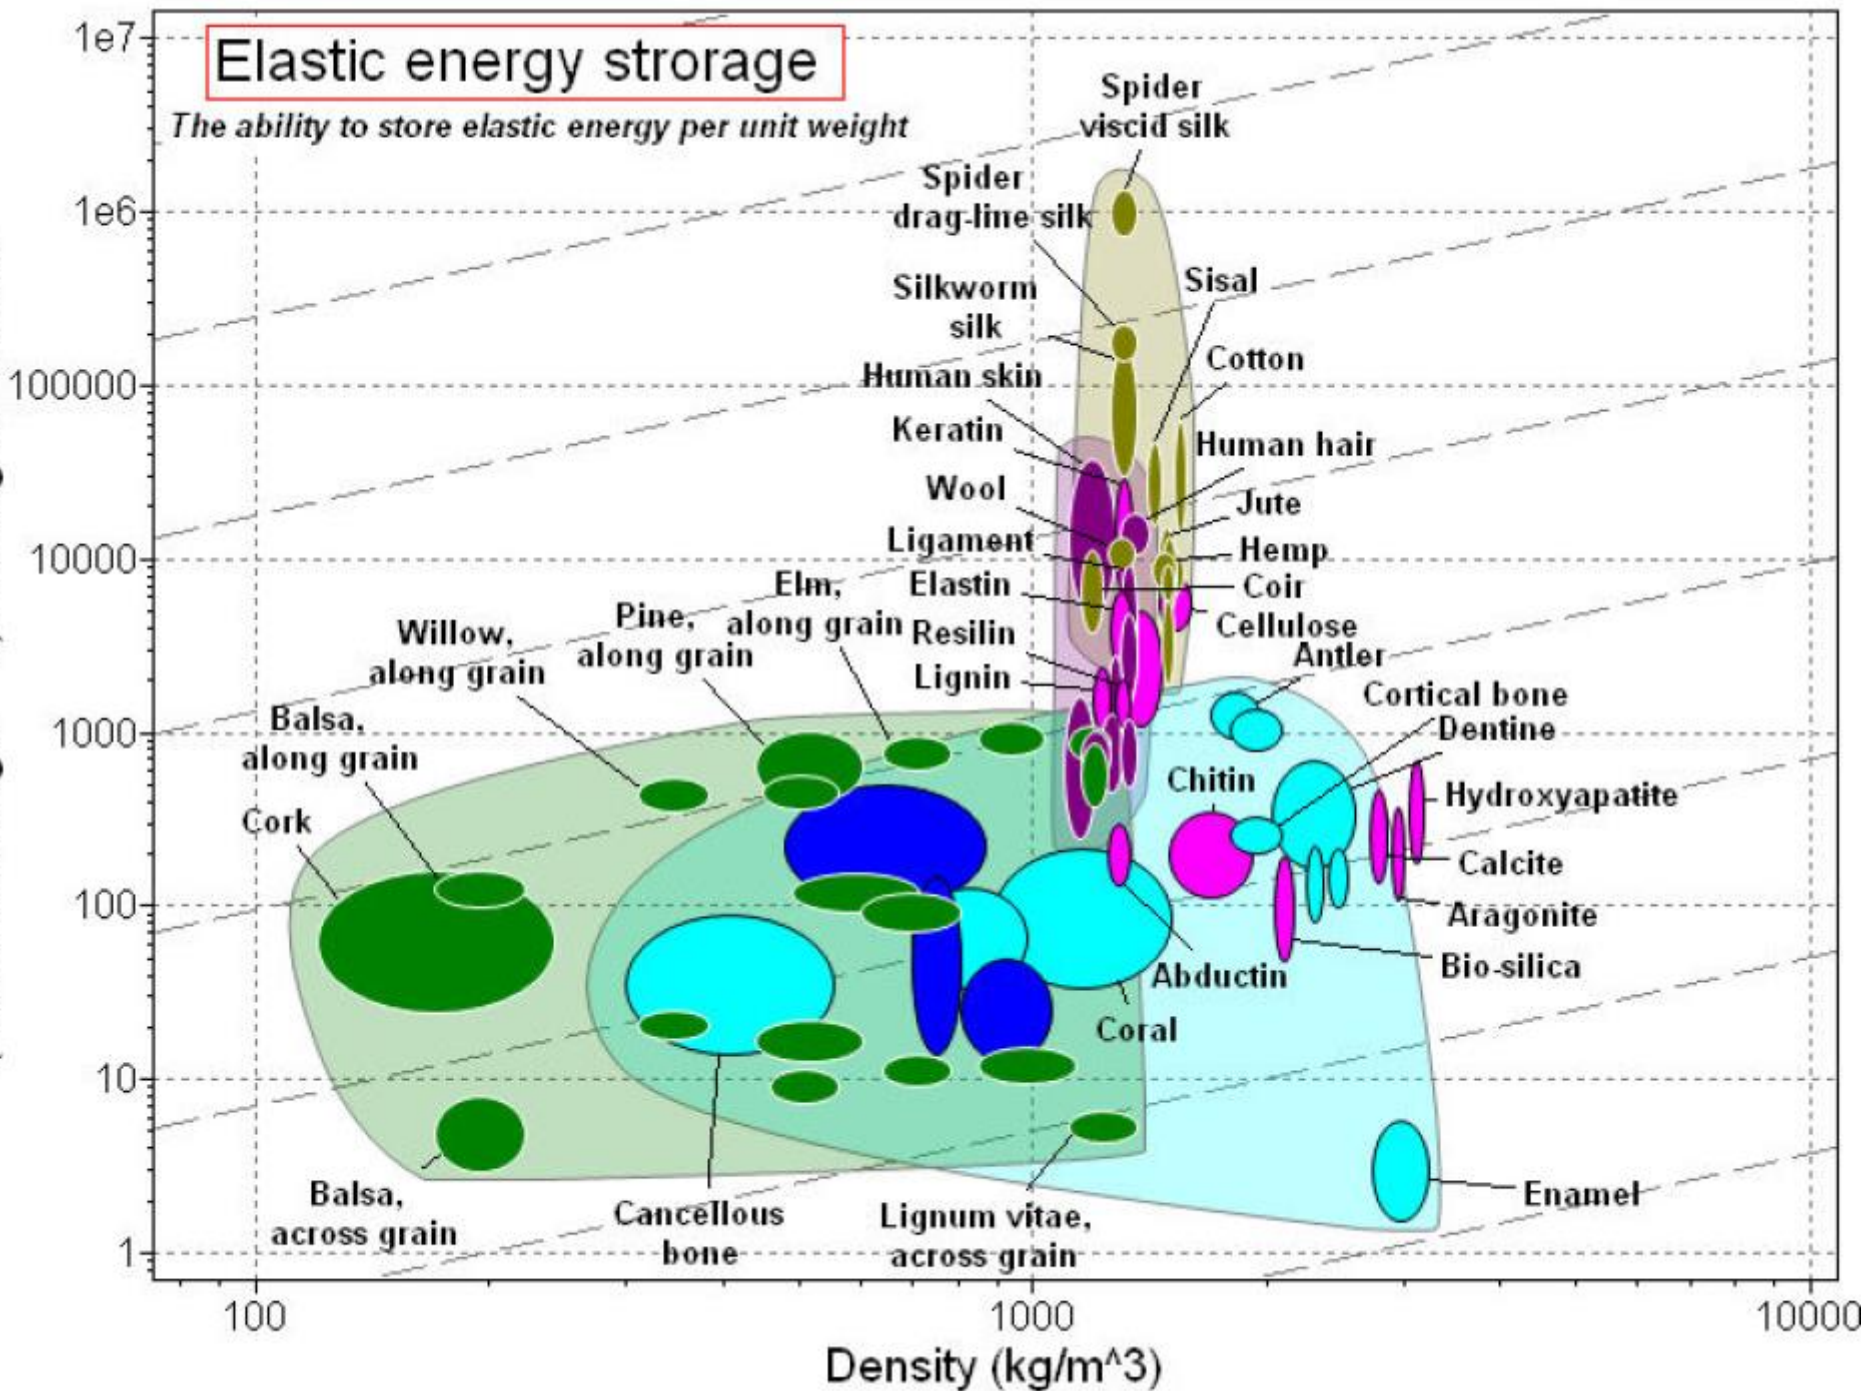 Elastic energy strorage
The ability to store elastic energy per unit weight
1e7
1e6
100000
10000
1000
100
10
1
Spider
viscid silk
Spider
drag-line silk
Silkworm
silk
Sisal
Human skin
Cotton
Keratin
Human hair
Wool
Jute
Ligament
Hemp
Elastin
Coir
Elm,
along grain
Pine,
along grain
Willow,
along grain
Resilin
Cellulose
Lignin
Antler
Cortical bone
Dentine
Balsa,
along grain
Chitin
Hydroxyapatite
Cork
Calcite
Aragonite
Bio-silica
Abductin
Coral
Balsa,
across grain
Cancellous
bone
Lignum vitae,
across grain
Enamel
100
1000
10000
Density (kg/m^3)